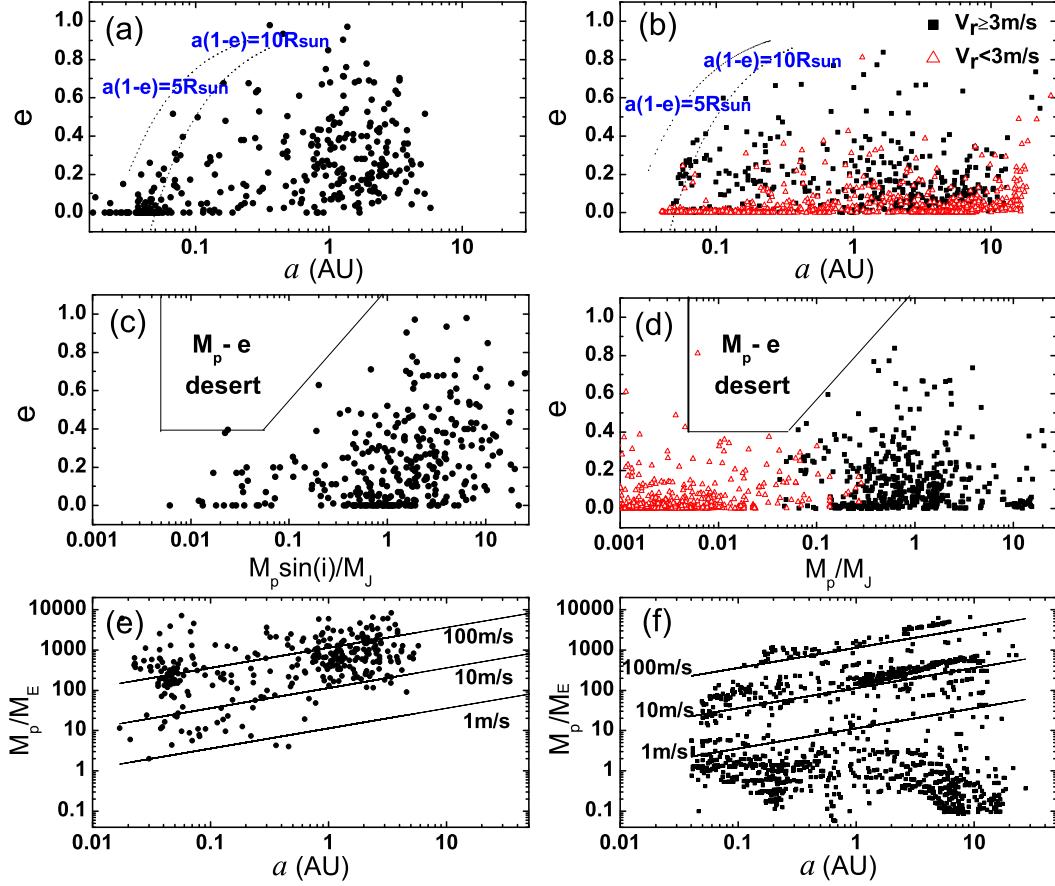 (a)
a(1-e)=10Rsun
a(1-e)=5Rsun
1.0
0.8
0.6
0.4
0.2
0.0
e
0.1
1
10
a (AU)
(b)
■ Vr≥3m/s
△ Vr<3m/s
a(1-e)=10Rsun
a(1-e)=5Rsun
1.0
0.8
0.6
0.4
0.2
0.0
e
0.1
1
10
a (AU)
(c)
Mp- e
desert
1.0
0.8
0.6
0.4
0.2
0.0
e
0.001
0.01
0.1
1
10
Mpsin(i)/MJ
(d)
Mp- e
desert
1.0
0.8
0.6
0.4
0.2
0.0
e
0.001
0.01
0.1
1
10
Mp/MJ
(e)
100m/s
10m/s
1m/s
10000
1000
100
10
1
0.1
Mp/ME
0.01
0.1
1
10
a (AU)
(f)
100m/s
10m/s
1m/s
10000
1000
100
10
1
0.1
Mp/ME
0.01
0.1
1
10
a (AU)